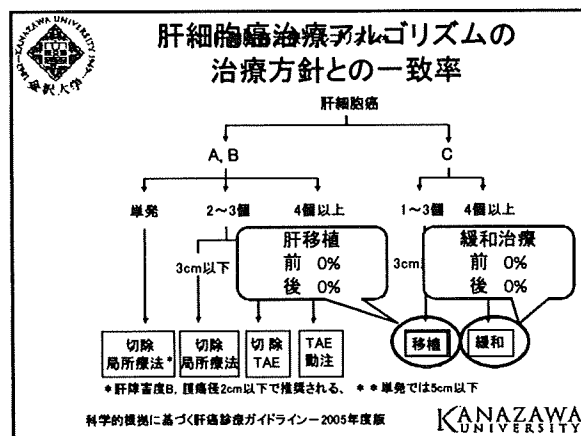 肝細胞癌治療アルゴリズムの
治療方針との一致率
肝細胞癌
A, B
C
単発
2～3個
4個以上
1～3個
4個以上
3cm以下
3cm
肝移植
前 0%
後 0%
緩和治療
前 0%
後 0%
切除
局所療法*
切除
局所療法
切除
TAE
TAE
動注
移植
緩和
*肝障害度B、腫瘍径2cm以下で推奨される、 **単発では5cm以下
科学的根拠に基づく肝癌診療ガイドライン－2005年度版
KANAZAWA
UNIVERSITY
KANAZAWA UNIVERSITY
金沢大学